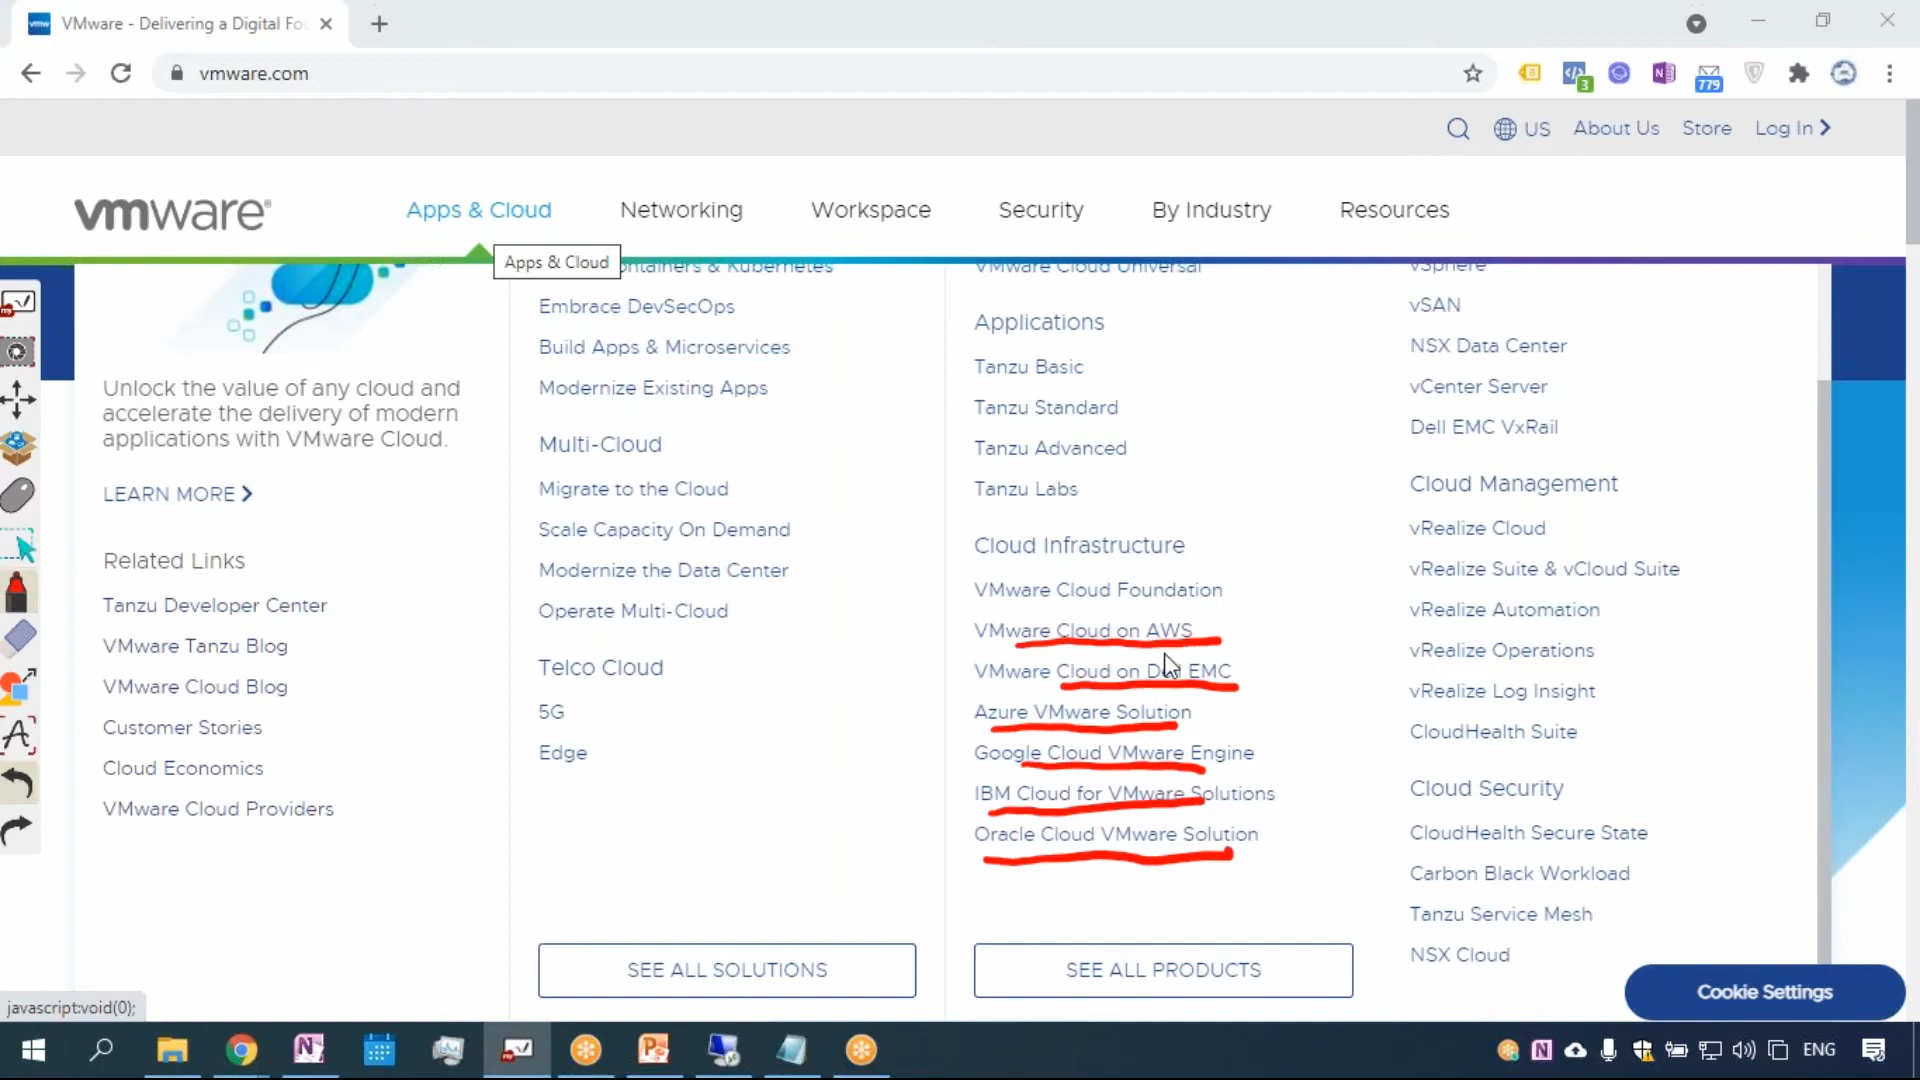 VMware - Delivering a Digital Fo
vmware.com
3
779
US
About Us
Store
Log In
vmware
Apps & Cloud
Networking
Workspace
Security
By Industry
Resources
Apps & Cloud
Unlock the value of any cloud and
accelerate the delivery of modern
applications with VMware Cloud.
LEARN MORE
Related Links
Tanzu Developer Center
VMware Tanzu Blog
VMware Cloud Blog
Customer Stories
Cloud Economics
VMware Cloud Providers
ontainers & Kubernetes
Embrace DevSecOps
Build Apps & Microservices
Modernize Existing Apps
Multi-Cloud
Migrate to the Cloud
Scale Capacity On Demand
Modernize the Data Center
Operate Multi-Cloud
Telco Cloud
5G
Edge
SEE ALL SOLUTIONS
VMware Cloud Universal
Applications
Tanzu Basic
Tanzu Standard
Tanzu Advanced
Tanzu Labs
Cloud Infrastructure
VMware Cloud Foundation
VMware Cloud on AWS
VMware Cloud on Dell EMC
Azure VMware Solution
Google Cloud VMware Engine
IBM Cloud for VMware Solutions
Oracle Cloud VMware Solution
SEE ALL PRODUCTS
vSphere
vSAN
NSX Data Center
vCenter Server
Dell EMC VxRail
Cloud Management
vRealize Cloud
vRealize Suite & vCloud Suite
vRealize Automation
vRealize Operations
vRealize Log Insight
CloudHealth Suite
Cloud Security
CloudHealth Secure State
Carbon Black Workload
Tanzu Service Mesh
NSX Cloud
Cookie Settings
javascript:void(0);
ENG